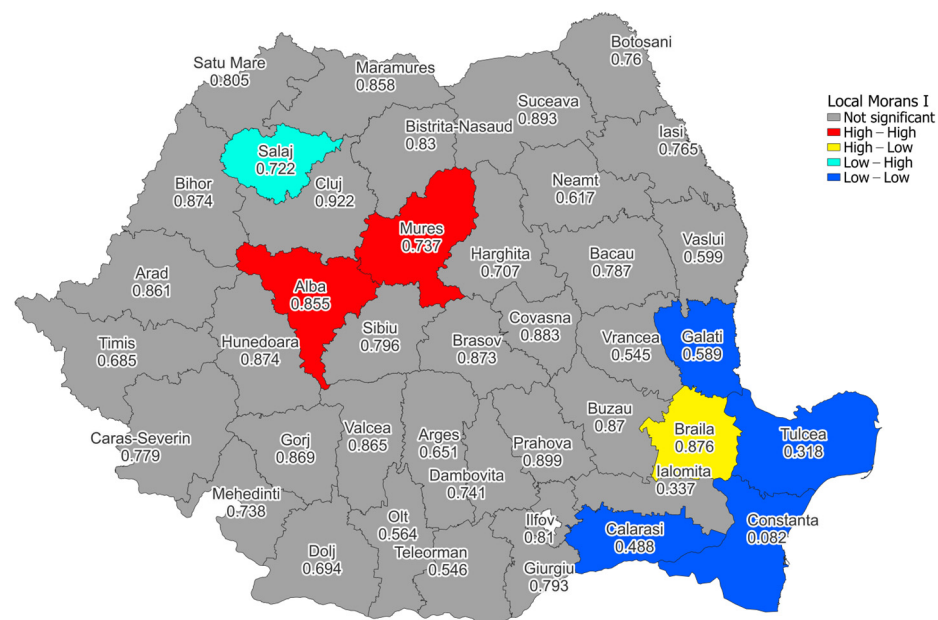 Botosani
0.76
Satu Mare
0.805
Maramures
0.858
Suceava
0.893
Bistrita-Nasaud
0.83
Iasi
0.765
Local Morans I
Not significant
High – High
High – Low
Low – High
Low – Low
Salaj
0.722
Cluj
0.922
Bihor
0.874
Neamt
0.617
Mures
0.737
Harghita
0.707
Bacau
0.787
Vaslui
0.599
Arad
0.861
Alba
0.855
Sibiu
0.796
Covasna
0.883
Brasov
0.873
Vrancea
0.545
Galati
0.589
Timis
0.685
Hunedoara
0.874
Caras-Severin
0.779
Gorj
0.869
Valcea
0.865
Arges
0.651
Prahova
0.899
Buzau
0.87
Braila
0.876
Tulcea
0.318
Dambovita
0.741
Ialomita
0.337
Mehedinti
0.738
Olt
0.564
Ilfov
0.81
Calarasi
0.488
Constanta
0.082
Dolj
0.694
Teleorman
0.546
Giurgiu
0.793